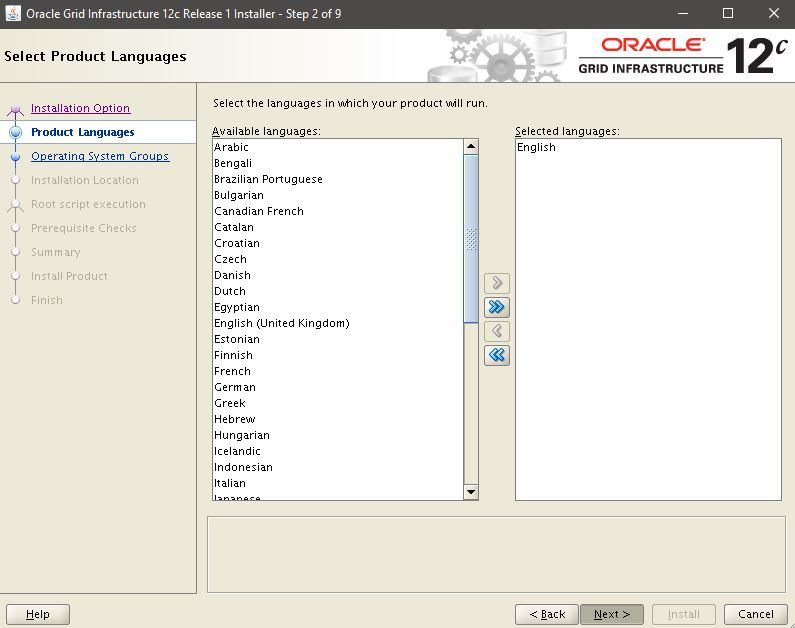 Oracle Grid Infrastructure 12c Release 1 Installer - Step 2 of 9
Select Product Languages
ORACLE
GRID INFRASTRUCTURE
12c
Installation Option
Product Languages
Operating System Groups
Installation Location
Root script execution
Prerequisite Checks
Summary
Install Product
Finish
Select the languages in which your product will run.
Available languages:
Arabic
Bengali
Brazilian Portuguese
Bulgarian
Canadian French
Catalan
Croatian
Czech
Danish
Dutch
Egyptian
English (United Kingdom)
Estonian
Finnish
French
German
Greek
Hebrew
Hungarian
Icelandic
Indonesian
Italian
Japanese
Selected languages:
English
Help
< Back
Next >
Install
Cancel